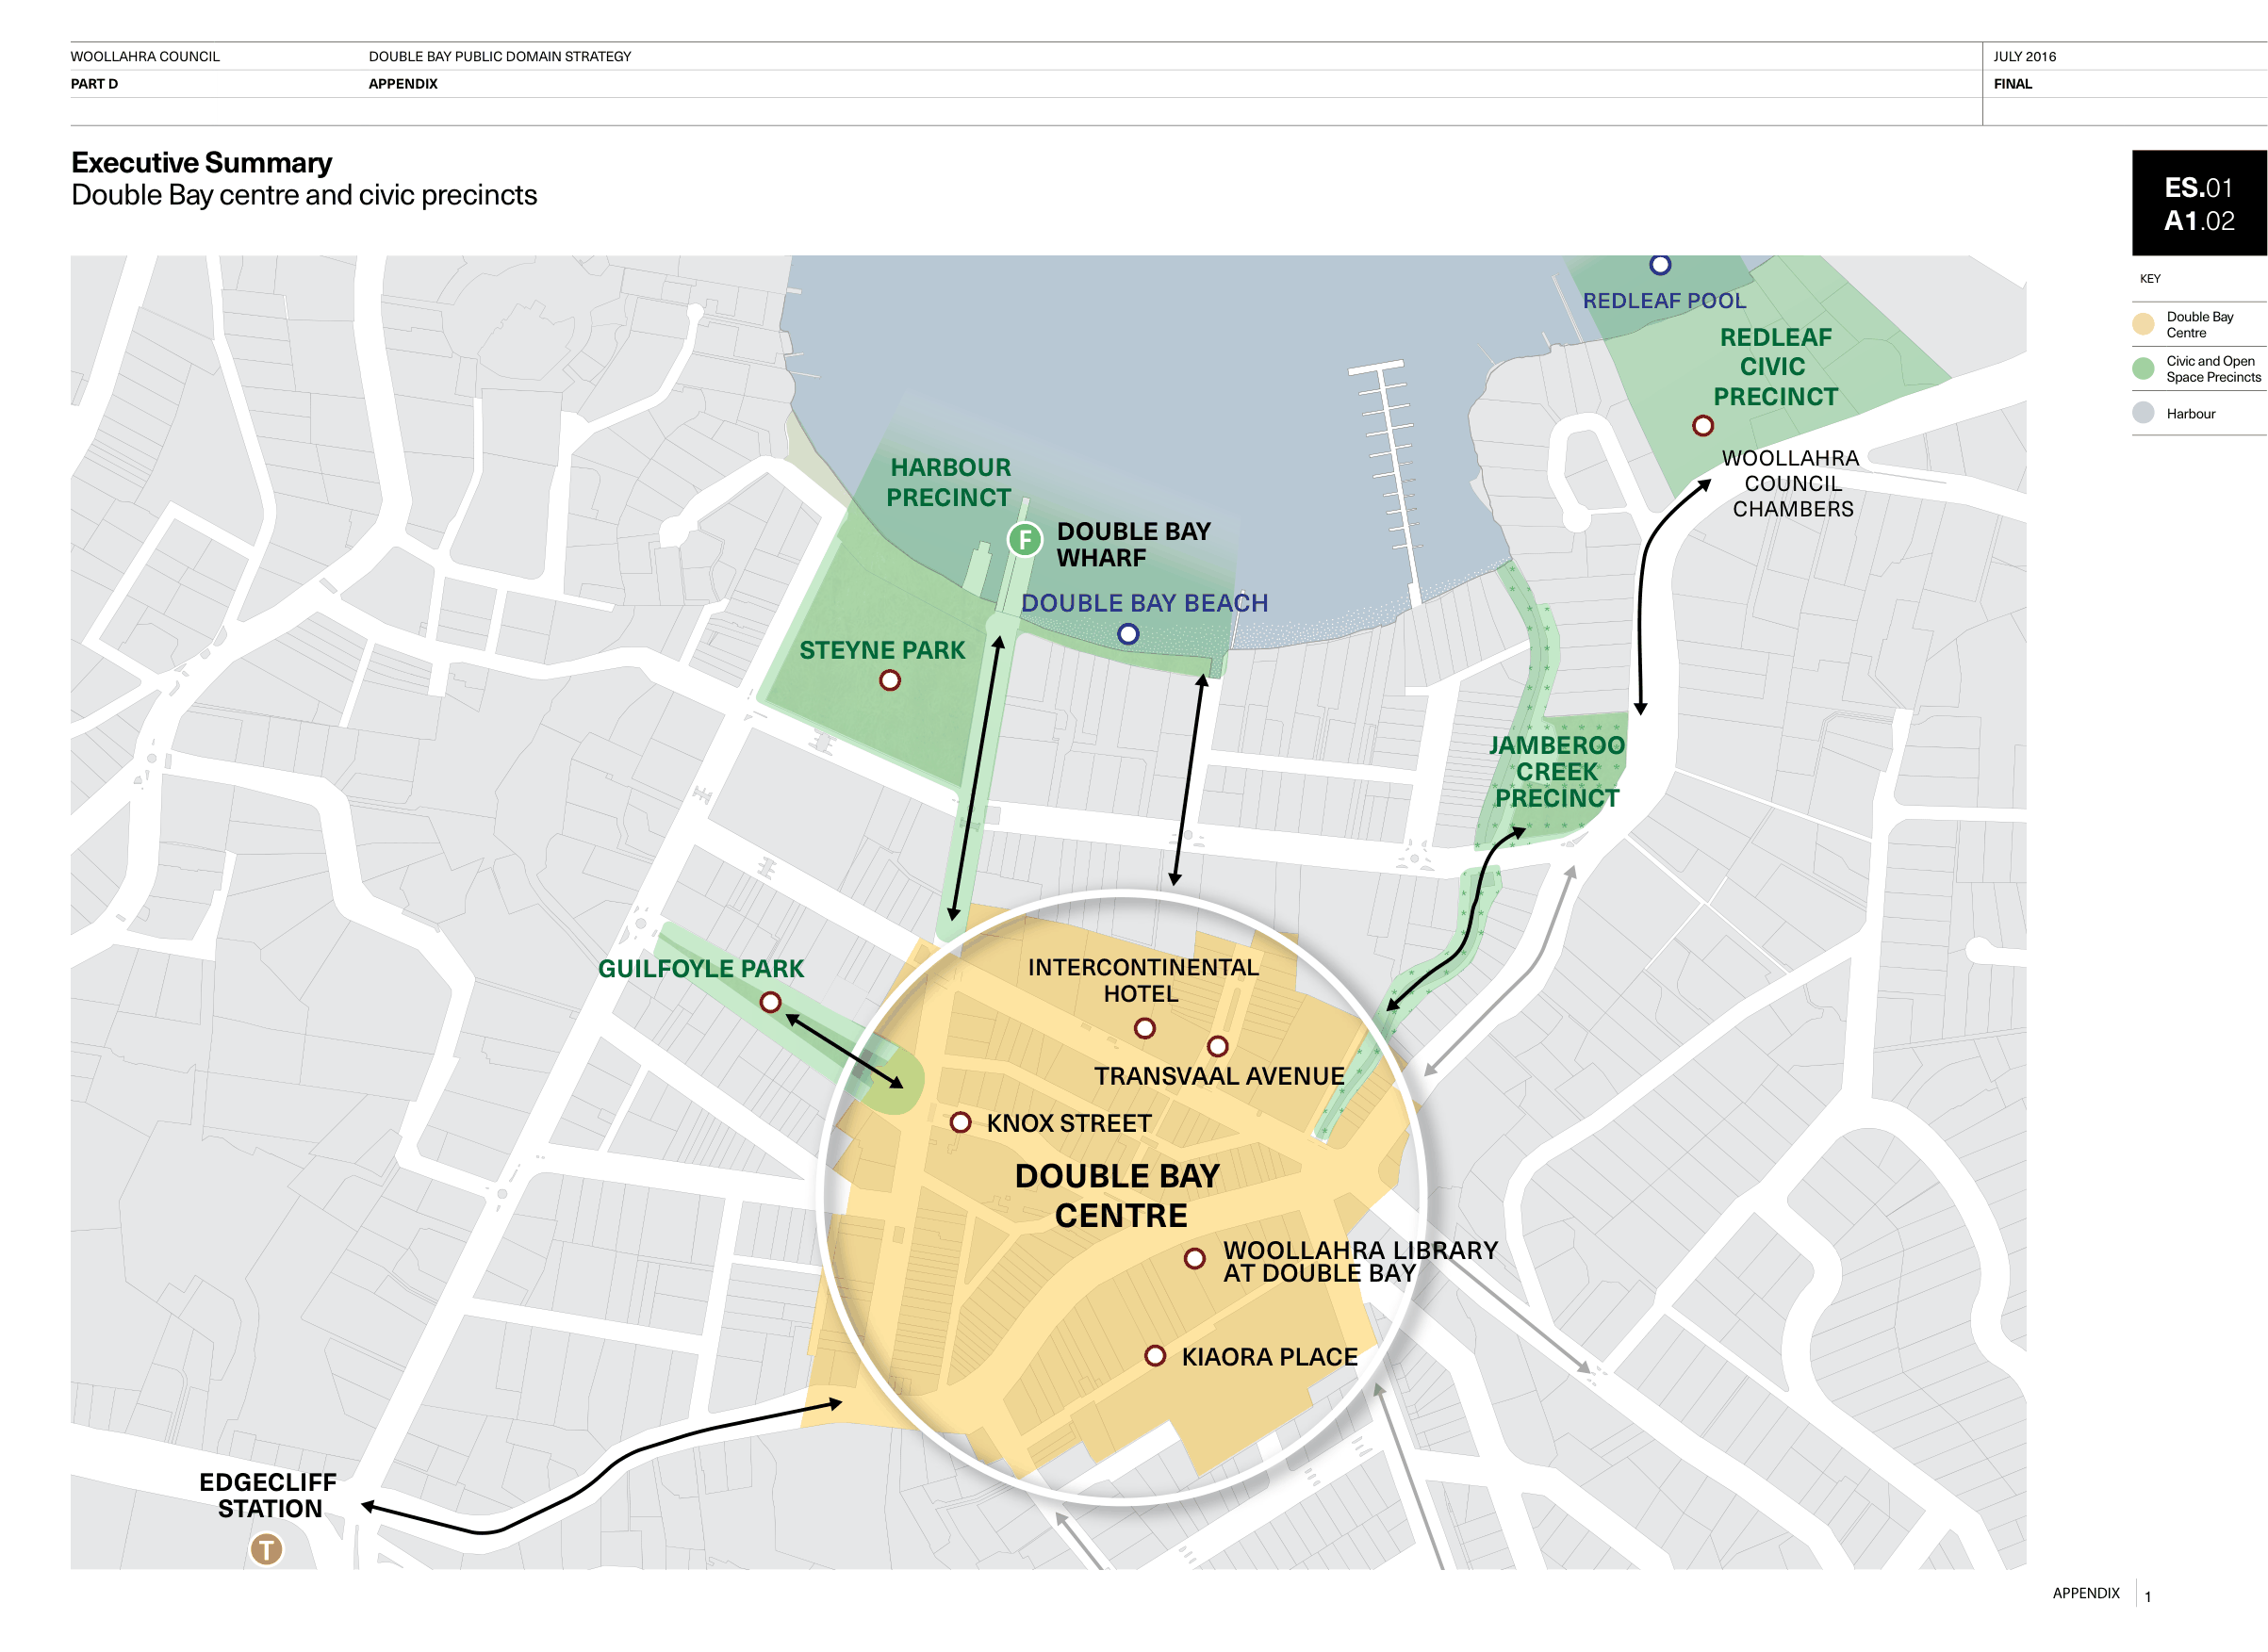 WOOLLAHRA COUNCIL
DOUBLE BAY PUBLIC DOMAIN STRATEGY
JULY 2016
PART D
APPENDIX
FINAL
Executive Summary
Double Bay centre and civic precincts
ES.01
A1.02
KEY
Double Bay
Centre
Civic and Open
Space Precincts
Harbour
REDLEAF POOL
REDLEAF
CIVIC
PRECINCT
WOOLLAHRA
COUNCIL
CHAMBERS
HARBOUR
PRECINCT
F
DOUBLE BAY
WHARF
DOUBLE BAY BEACH
STEYNE PARK
JAMBEROO
CREEK
PRECINCT
GUILFOYLE PARK
INTERCONTINENTAL
HOTEL
TRANSVAAL AVENUE
KNOX STREET
DOUBLE BAY
CENTRE
WOOLLAHRA LIBRARY
AT DOUBLE BAY
KIAORA PLACE
EDGECLIFF
STATION
T
APPENDIX
1